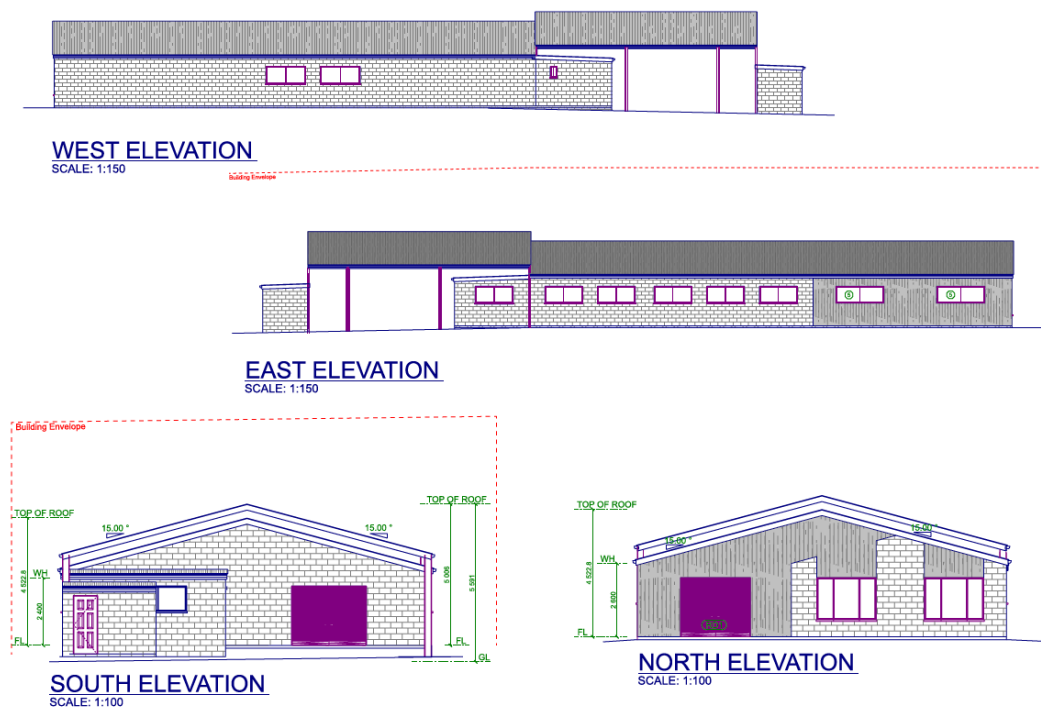 WEST ELEVATION
SCALE: 1:150
Building Envelope
S
S
EAST ELEVATION
SCALE: 1:150
Building Envelope
TOP OF ROOF
TOP OF ROOF
TOP OF ROOF
15.00 °
15.00 °
15.00 °
15.00 °
WH
WH
4 522.8
2 400
5 006
5 591
4 522.8
2 600
FL
FL
FL
GL
SOUTH ELEVATION
SCALE: 1:100
NORTH ELEVATION
SCALE: 1:100